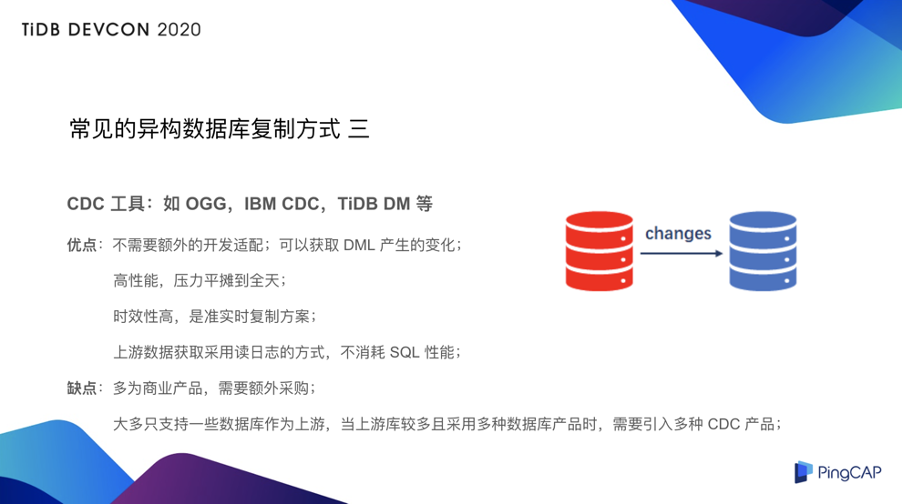 TiDB DEVCON 2020
常见的异构数据库复制方式 三
CDC 工具：如 OGG，IBM CDC，TiDB DM 等
优点：不需要额外的开发适配；可以获取 DML 产生的变化；
高性能，压力平摊到全天；
时效性高，是准实时复制方案；
上游数据获取采用读日志的方式，不消耗 SQL 性能；
缺点：多为商业产品，需要额外采购；
大多只支持一些数据库作为上游，当上游库较多且采用多种数据库产品时，需要引入多种 CDC 产品；
changes
PingCAP